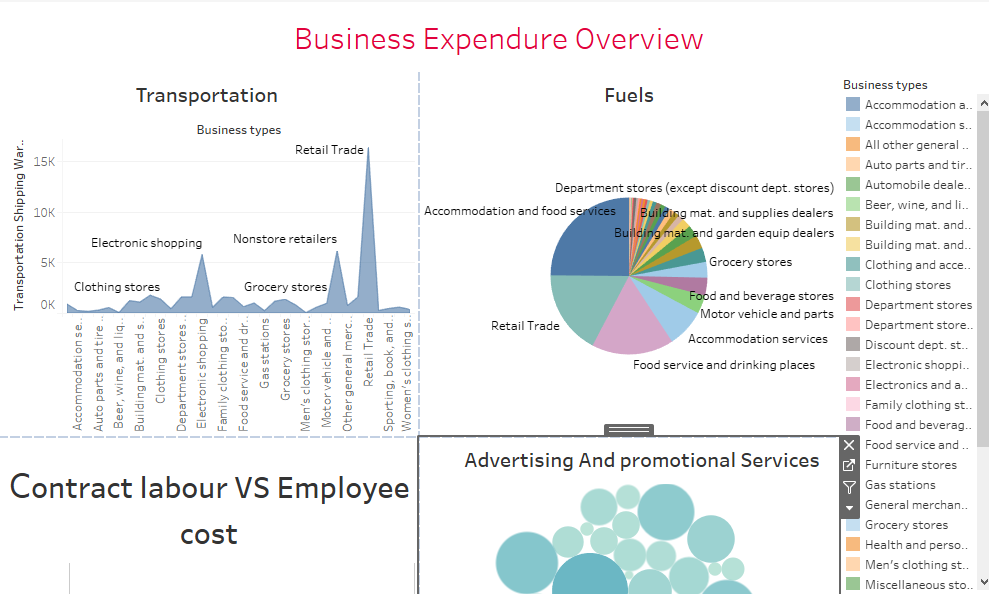 Business Expendure Overview
Transportation
Business types
Transportation Shipping War..
15K
10K
5K
0K
Retail Trade
Electronic shopping
Nonstore retailers
Clothing stores
Grocery stores
Accommodation se..
Auto parts and tire ..
Beer, wine, and liq..
Building mat. and s..
Clothing stores
Department stores..
Electronic shopping
Family clothing sto..
Food service and dr..
Gas stations
Grocery stores
Men's clothing stor..
Motor vehicle and ..
Other general merc..
Retail Trade
Sporting, book, and..
Women's clothing s..
Fuels
Department stores (except discount dept. stores)
Accommodation and food services
Building mat. and supplies dealers
Building mat. and garden equip dealers
Grocery stores
Food and beverage stores
Motor vehicle and parts
Retail Trade
Accommodation services
Food service and drinking places
Business types
Accommodation a..
Accommodation s..
All other general ..
Auto parts and tir..
Automobile deale..
Beer, wine, and li..
Building mat. and..
Building mat. and..
Clothing and acce..
Clothing stores
Department stores
Department store..
Discount dept. st..
Electronic shoppi..
Electronics and a..
Family clothing st..
Food and beverag..
Food service and ..
Furniture stores
Gas stations
General merchan..
Grocery stores
Health and perso..
Men's clothing st..
Miscellaneous sto..
Contract labour VS Employee
cost
Advertising And promotional Services